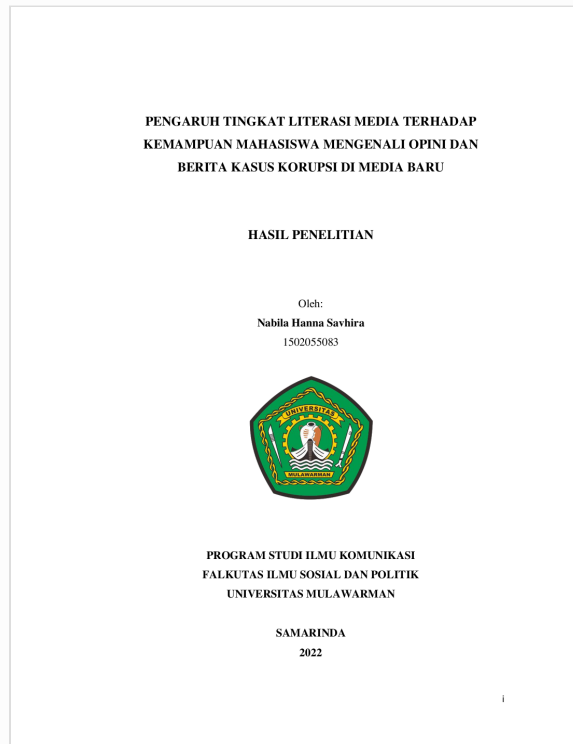 PENGARUH TINGKAT LITERASI MEDIA TERHADAP
KEMAMPUAN MAHASISWA MENGENALI OPINI DAN
BERITA KASUS KORUPSI DI MEDIA BARU
HASIL PENELITIAN
Oleh:
Nabila Hanna Savhira
1502055083
UNIVERSITAS
MULAWARMAN
PROGRAM STUDI ILMU KOMUNIKASI
FALKUTAS ILMU SOSIAL DAN POLITIK
UNIVERSITAS MULAWARMAN
SAMARINDA
2022
i